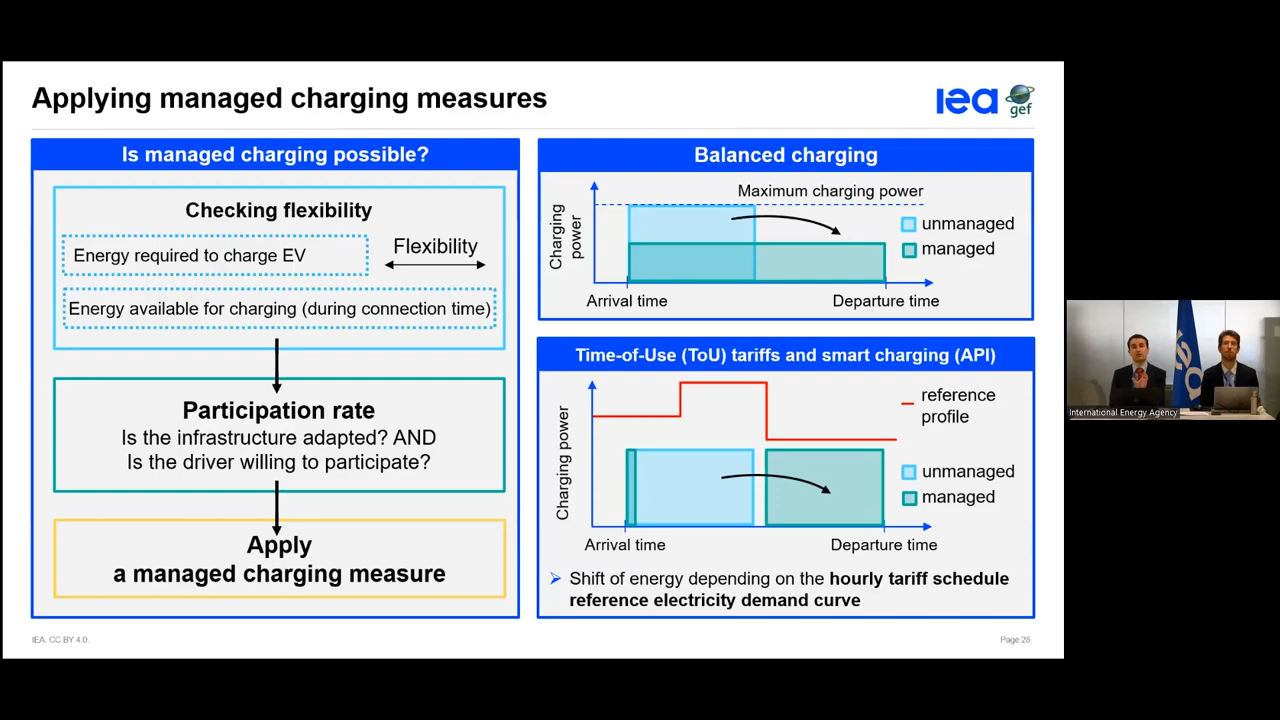 Applying managed charging measures
iea
gef
Is managed charging possible?
Checking flexibility
Energy required to charge EV
Flexibility
Energy available for charging (during connection time)
Participation rate
Is the infrastructure adapted? AND
Is the driver willing to participate?
Apply
a managed charging measure
Balanced charging
Maximum charging power
Charging
power
unmanaged
managed
Arrival time
Departure time
Time-of-Use (ToU) tariffs and smart charging (API)
Charging power
reference
profile
unmanaged
managed
Arrival time
Departure time
Shift of energy depending on the hourly tariff schedule
reference electricity demand curve
IEA. CC BY 4.0.
Page 28
International Energy Agency
iea